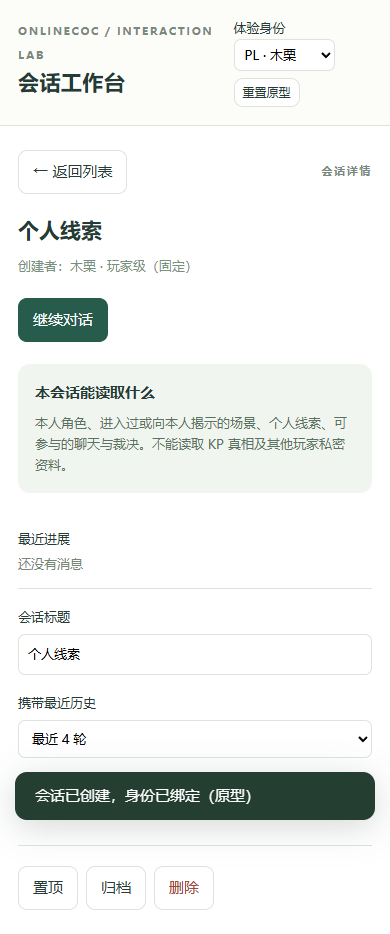 ONLINECOC / INTERACTION
LAB
会话工作台
体验身份
PL · 木栗
重置原型
← 返回列表
会话详情
个人线索
创建者：木栗 · 玩家级（固定）
继续对话
本会话能读取什么
本人角色、进入过或向本人揭示的场景、个人线索、可
参与的聊天与裁决。不能读取 KP 真相及其他玩家私密
资料。
最近进展
还没有消息
会话标题
个人线索
携带最近历史
最近 4 轮
会话已创建，身份已绑定（原型）
置顶
归档
删除